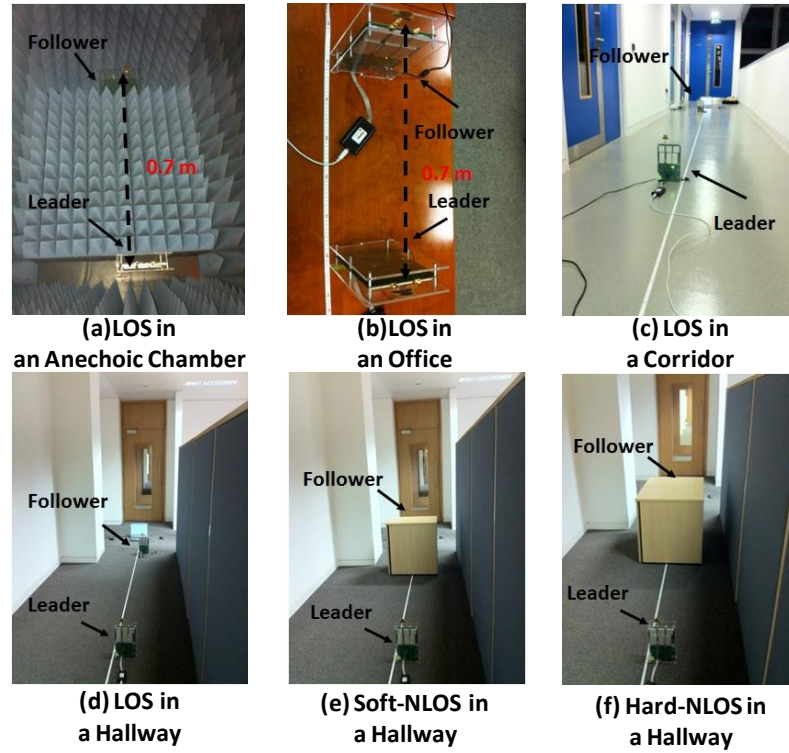 Follower
0.7 m
Leader
(a)LOS in
an Anechoic Chamber
Follower
0.7 m
Leader
(b)LOS in
an Office
Follower
Leader
(c) LOS in
a Corridor
Follower
Leader
(d) LOS in
a Hallway
Follower
Leader
(e) Soft-NLOS in
a Hallway
Follower
Leader
(f) Hard-NLOS in
a Hallway